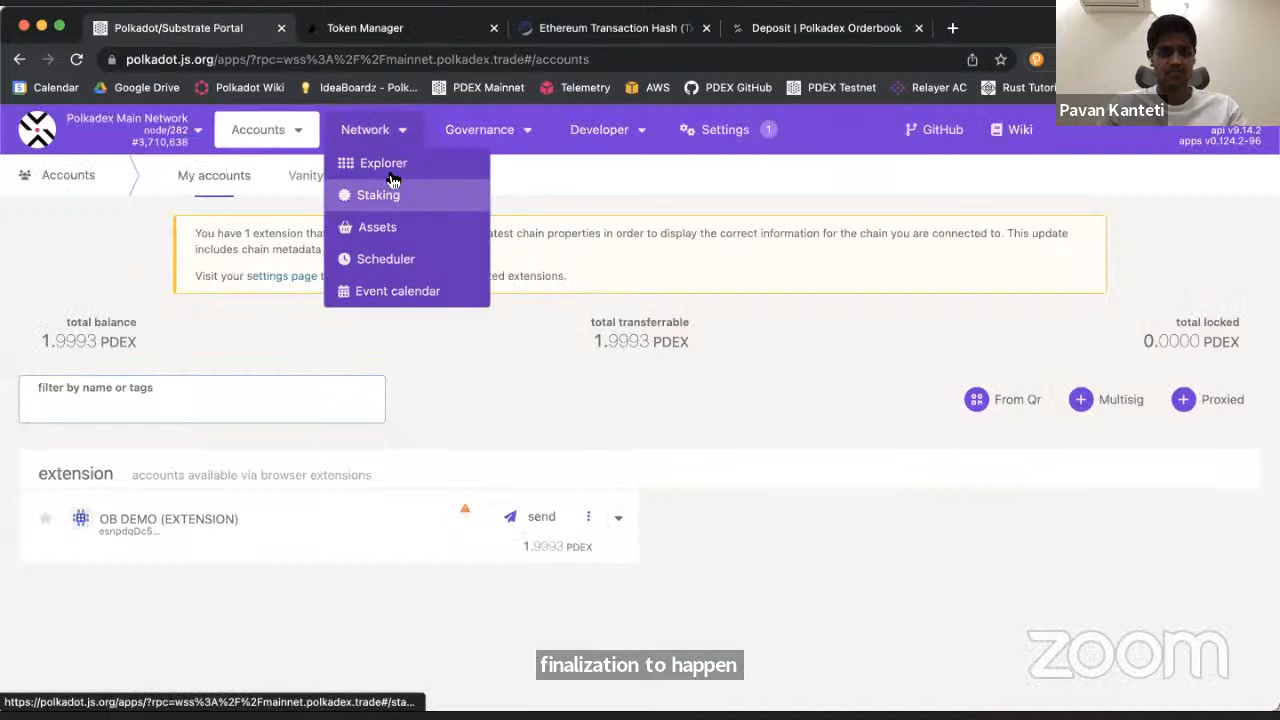 Polkadot/Substrate Portal
Token Manager
Ethereum Transaction Hash (Tx
Deposit | Polkadex Orderbook
polkadot.js.org/apps/?rpc=wss%3A%2F%2Fmainnet.polkadex.trade#/accounts
Calendar
Google Drive
Polkadot Wiki
IdeaBoardz - Polk...
PDEX Mainnet
Telemetry
AWS
PDEX GitHub
PDEX Testnet
Relayer AC
Rust Tutori
Pavan Kanteti
Polkadex Main Network
node/282
#3,710,638
Accounts
Network
Governance
Developer
Settings
1
GitHub
Wiki
api v9.14.2
apps v0.124.2-96
Accounts
My accounts
Vanity
Explorer
Staking
Assets
Scheduler
Event calendar
You have 1 extension that
atest chain properties in order to display the correct information for the chain you are connected to. This update
includes chain metadata
Visit your settings page t
ted extensions.
total balance
1.9993 PDEX
total transferrable
1.9993 PDEX
total locked
0.0000 PDEX
filter by name or tags
From Qr
Multisig
Proxied
extension
accounts available via browser extensions
OB DEMO (EXTENSION)
esnpdqDc5...
send
1.9993 PDEX
finalization to happen
zoom
https://polkadot.js.org/apps/?rpc=wss%3A%2F%2Fmainnet.polkadex.trade#/sta...